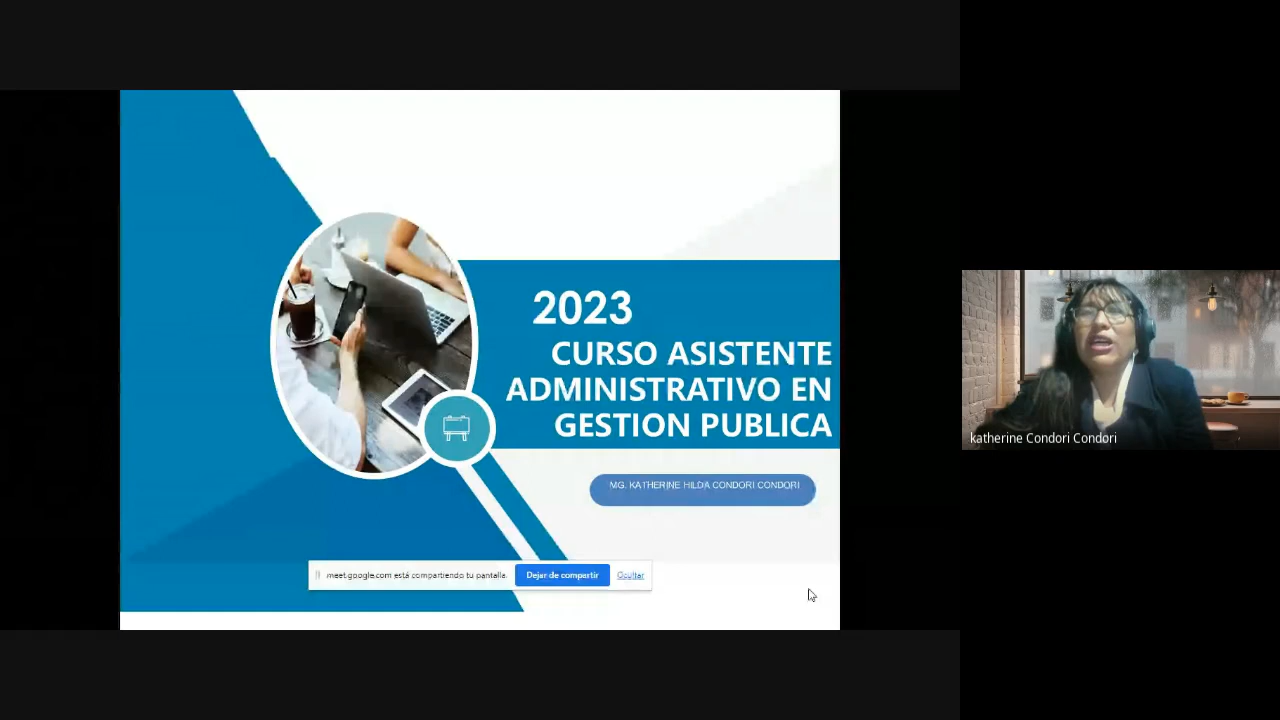 2023
CURSO ASISTENTE
ADMINISTRATIVO EN
GESTION PUBLICA
MG. KATHERINE HILDA CONDORI CONDORI
meet.google.com está compartiendo tu pantalla.
Dejar de compartir
Ocultar
katherine Condori Condori